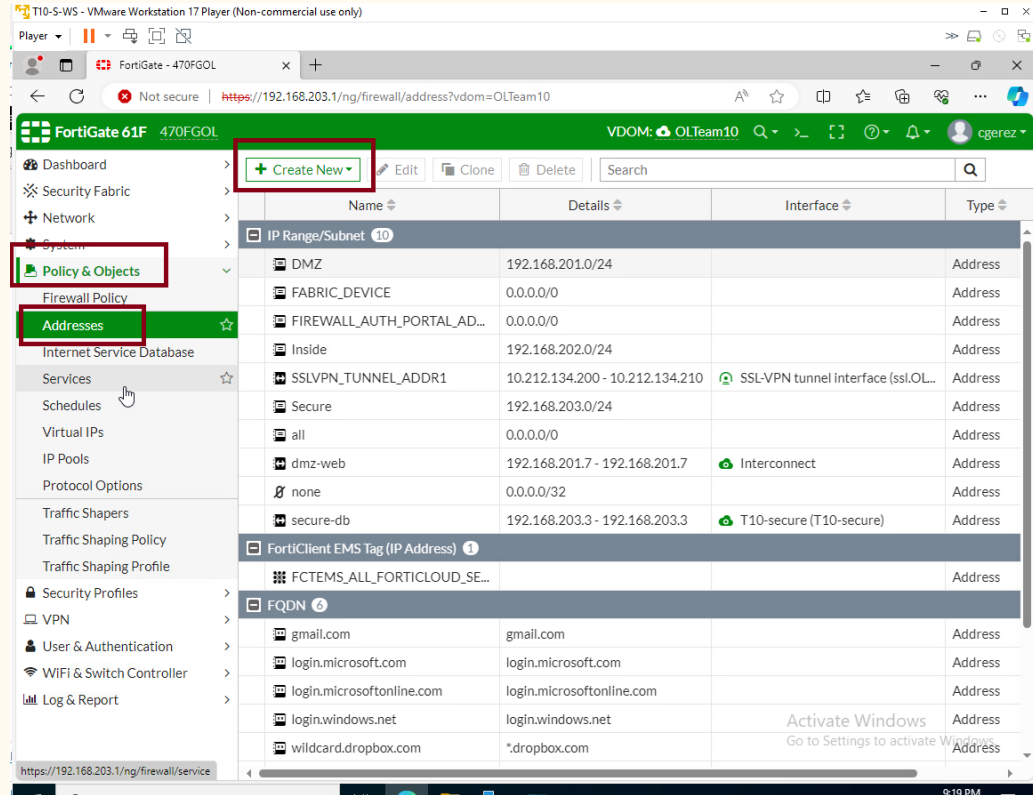 T10-S-WS - VMware Workstation 17 Player (Non-commercial use only)
Player
FortiGate - 470FGOL
Not secure https://192.168.203.1/ng/firewall/address?vdom=OLTeam10
FortiGate 61F 470FGOL VDOM: OLTeam10 cgerez
Dashboard
Security Fabric
Network
System
Policy & Objects
Firewall Policy
Addresses
Internet Service Database
Services
Schedules
Virtual IPs
IP Pools
Protocol Options
Traffic Shapers
Traffic Shaping Policy
Traffic Shaping Profile
Security Profiles
VPN
User & Authentication
WiFi & Switch Controller
Log & Report
https://192.168.203.1/ng/firewall/service
+ Create New Edit Clone Delete Search
Name Details Interface Type
IP Range/Subnet 10
DMZ 192.168.201.0/24 Address
FABRIC_DEVICE 0.0.0.0/0 Address
FIREWALL_AUTH_PORTAL_AD... 0.0.0.0/0 Address
Inside 192.168.202.0/24 Address
SSLVPN_TUNNEL_ADDR1 10.212.134.200 - 10.212.134.210 SSL-VPN tunnel interface (ssl.OL... Address
Secure 192.168.203.0/24 Address
all 0.0.0.0/0 Address
dmz-web 192.168.201.7 - 192.168.201.7 Interconnect Address
none 0.0.0.0/32 Address
secure-db 192.168.203.3 - 192.168.203.3 T10-secure (T10-secure) Address
FortiClient EMS Tag (IP Address) 1
FCTEMS_ALL_FORTICLOUD_SE... Address
FQDN 6
gmail.com gmail.com Address
login.microsoft.com login.microsoft.com Address
login.microsoftonline.com login.microsoftonline.com Address
login.windows.net login.windows.net Address
wildcard.dropbox.com *.dropbox.com Address
Activate Windows
Go to Settings to activate Windows.
9:19 PM